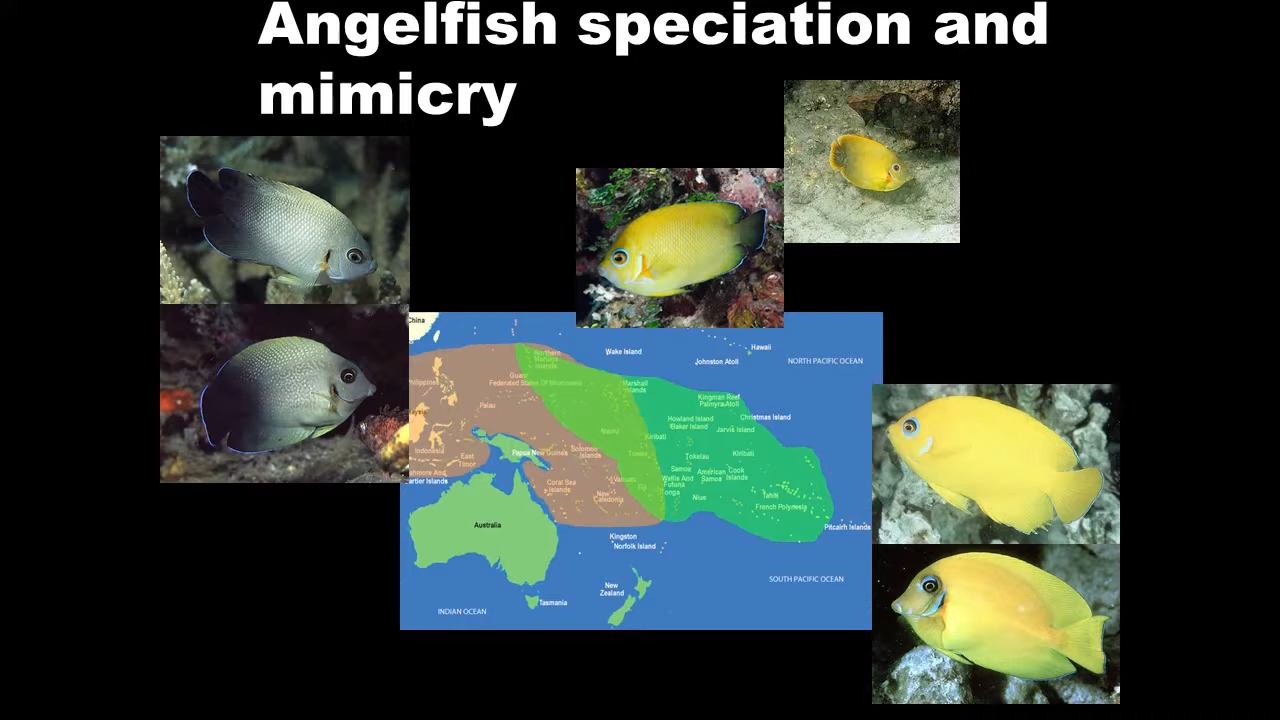 Angelfish speciation and
mimicry
China
Wake Island
Hawaii
Johnston Atoll
NORTH PACIFIC OCEAN
Northern
Mariana
Islands
Guam
Federated States Of Micronesia
Marshall
Islands
Philippines
Palau
Kingman Reef
Palmyra Atoll
Christmas Island
Howland Island
Baker Island
Jarvis Island
Nauru
Kiribati
Indonesia
East
Timor
Papua New Guinea
Solomon
Islands
Tokelau
Kiribati
Samoa
American
Samoa
Cook
Islands
Wallis And
Futuna
Tonga
Niue
Coral Sea
Islands
Vanuatu
Fiji
New
Caledonia
Tahiti
French Polynesia
Pitcairn Islands
Australia
Kingston
Norfolk Island
New
Zealand
Tasmania
SOUTH PACIFIC OCEAN
INDIAN OCEAN